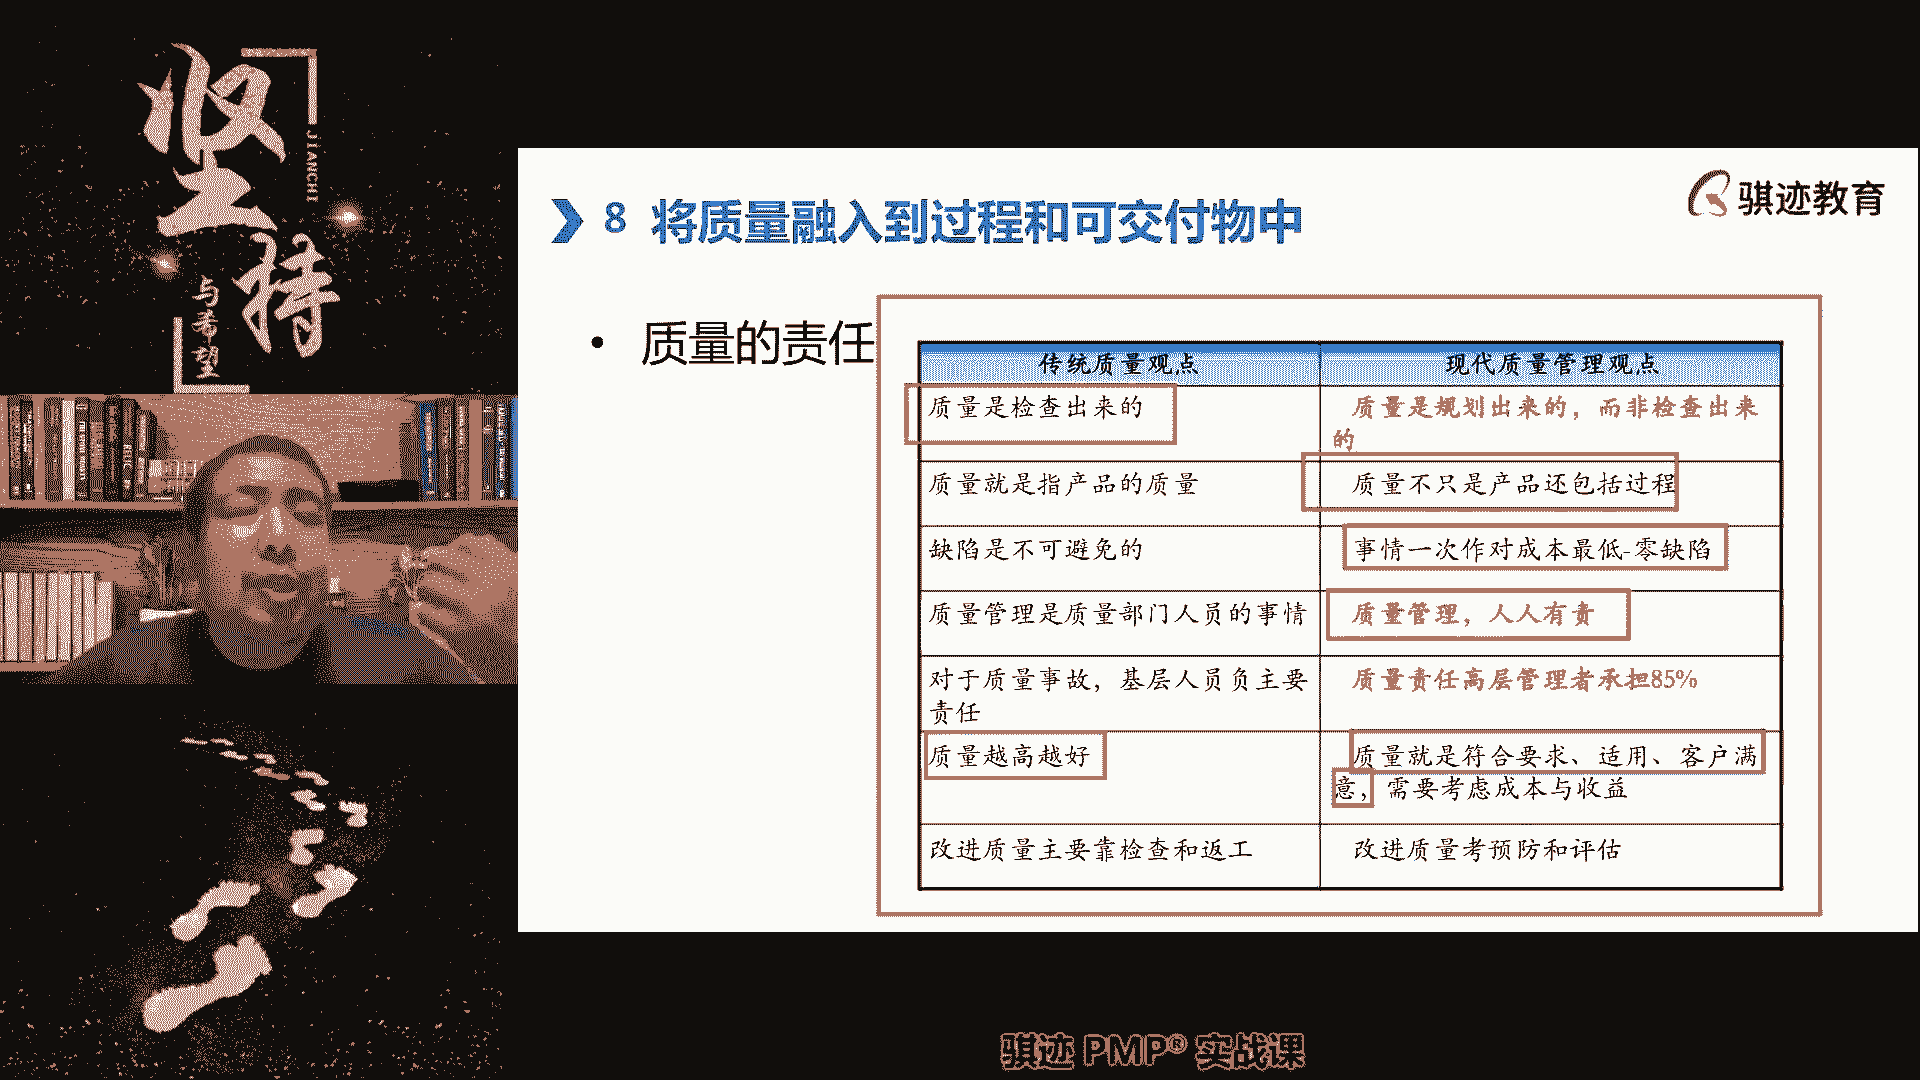 坚持
JIANCHI
与希望
骐迹教育
8 将质量融入到过程和可交付物中
• 质量的责任
传统质量观点
现代质量管理观点
质量是检查出来的
质量是规划出来的，而非检查出来
的
质量就是指产品的质量
质量不只是产品还包括过程
缺陷是不可避免的
事情一次作对成本最低-零缺陷
质量管理是质量部门人员的事情
质量管理，人人有责
对于质量事故，基层人员负主要
责任
质量责任高层管理者承担85%
质量越高越好
质量就是符合要求、适用、客户满
意，需要考虑成本与收益
改进质量主要靠检查和返工
改进质量考预防和评估
骐迹 PMP® 实战课